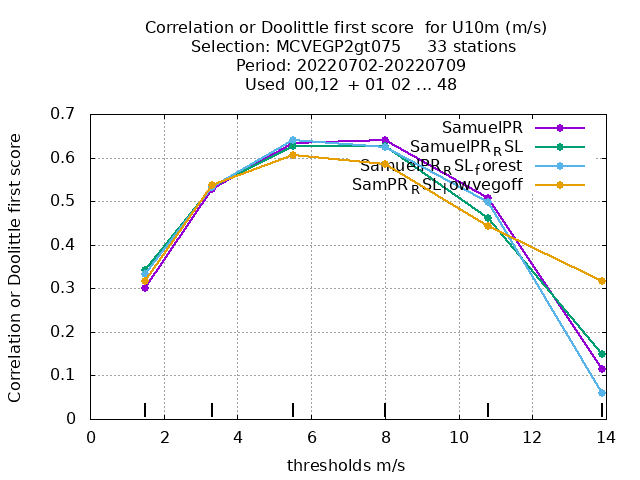 Correlation or Doolittle first score  for U10m (m/s)
Selection: MCVEGP2gt075     33 stations
Period: 20220702-20220709
Used  00,12  + 01 02 ... 48
SamuelPR
SamuelPR_RSL
SamuelPR_RSL_forest
SamPR_RSL_lowvegoff
Correlation or Doolittle first score
0.7
0.6
0.5
0.4
0.3
0.2
0.1
0
0 2 4 6 8 10 12 14
thresholds m/s